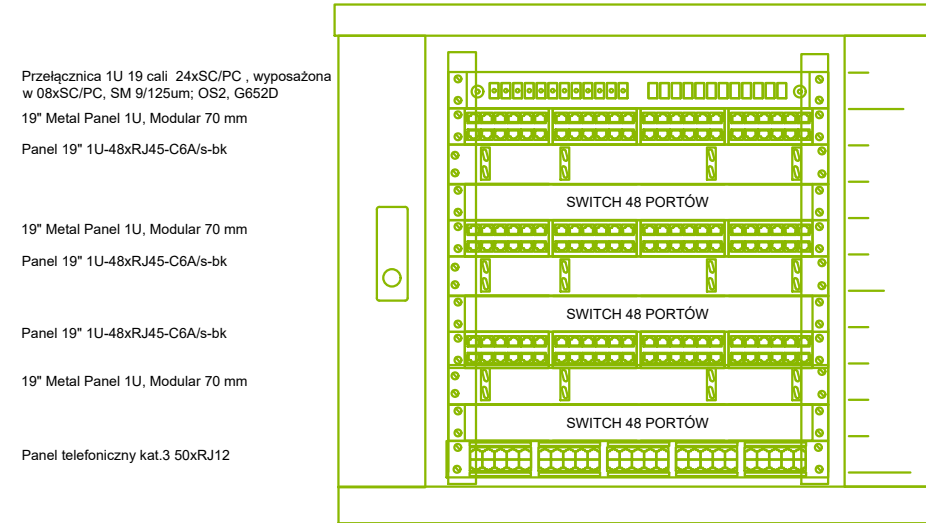 Przełącznica 1U 19 cali 24xSC/PC , wyposażona
w 08xSC/PC, SM 9/125um; OS2, G652D
19" Metal Panel 1U, Modular 70 mm
Panel 19" 1U-48xRJ45-C6A/s-bk
SWITCH 48 PORTÓW
19" Metal Panel 1U, Modular 70 mm
Panel 19" 1U-48xRJ45-C6A/s-bk
SWITCH 48 PORTÓW
Panel 19" 1U-48xRJ45-C6A/s-bk
19" Metal Panel 1U, Modular 70 mm
SWITCH 48 PORTÓW
Panel telefoniczny kat.3 50xRJ12